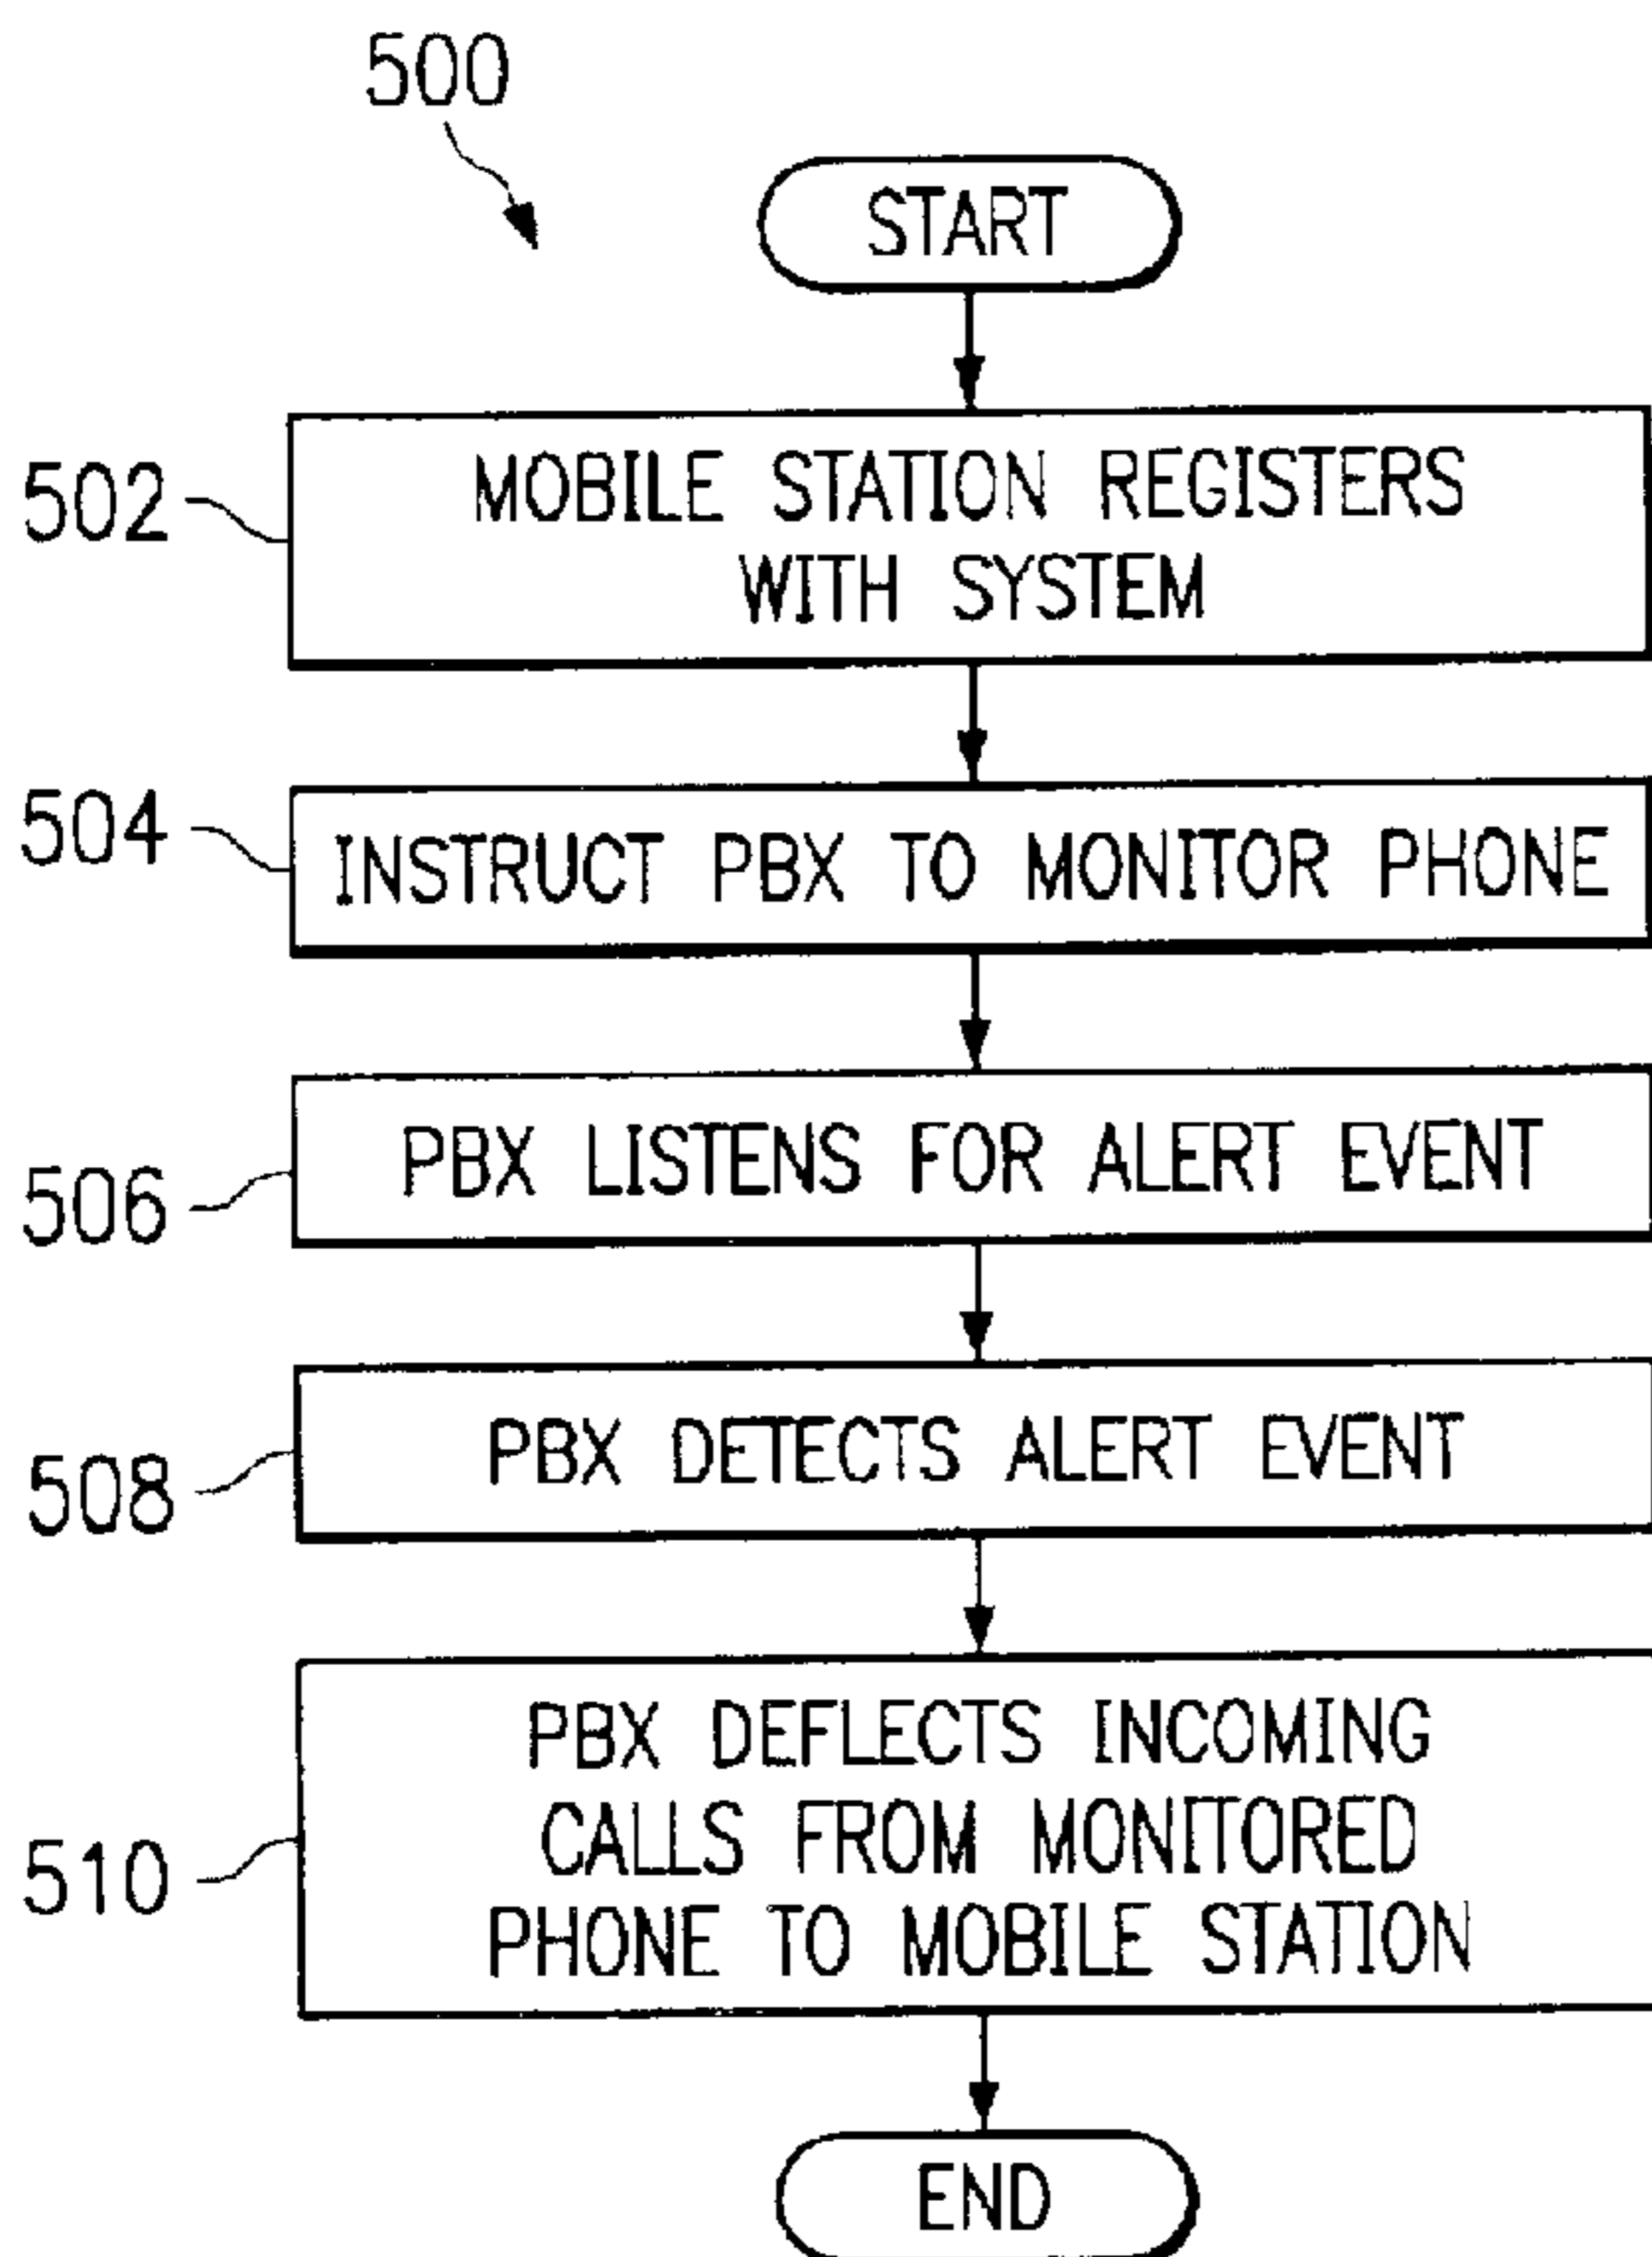 500
START
502
MOBILE STATION REGISTERS
WITH SYSTEM
504
INSTRUCT PBX TO MONITOR PHONE
506
PBX LISTENS FOR ALERT EVENT
508
PBX DETECTS ALERT EVENT
510
PBX DEFLECTS INCOMING
CALLS FROM MONITORED
PHONE TO MOBILE STATION
END